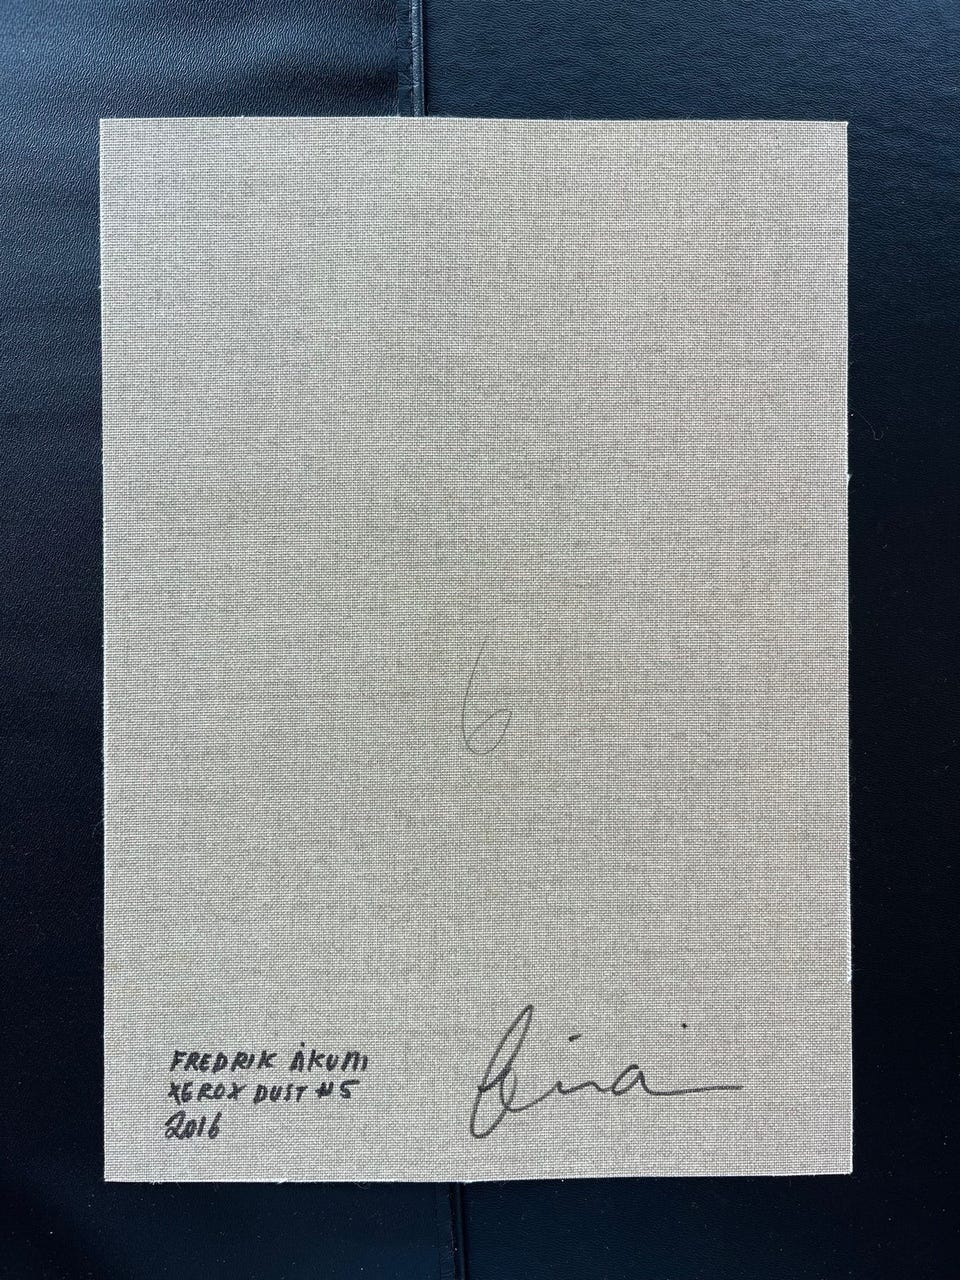 6
FREDRIK ÅKUM
XEROX DUST #5
2016